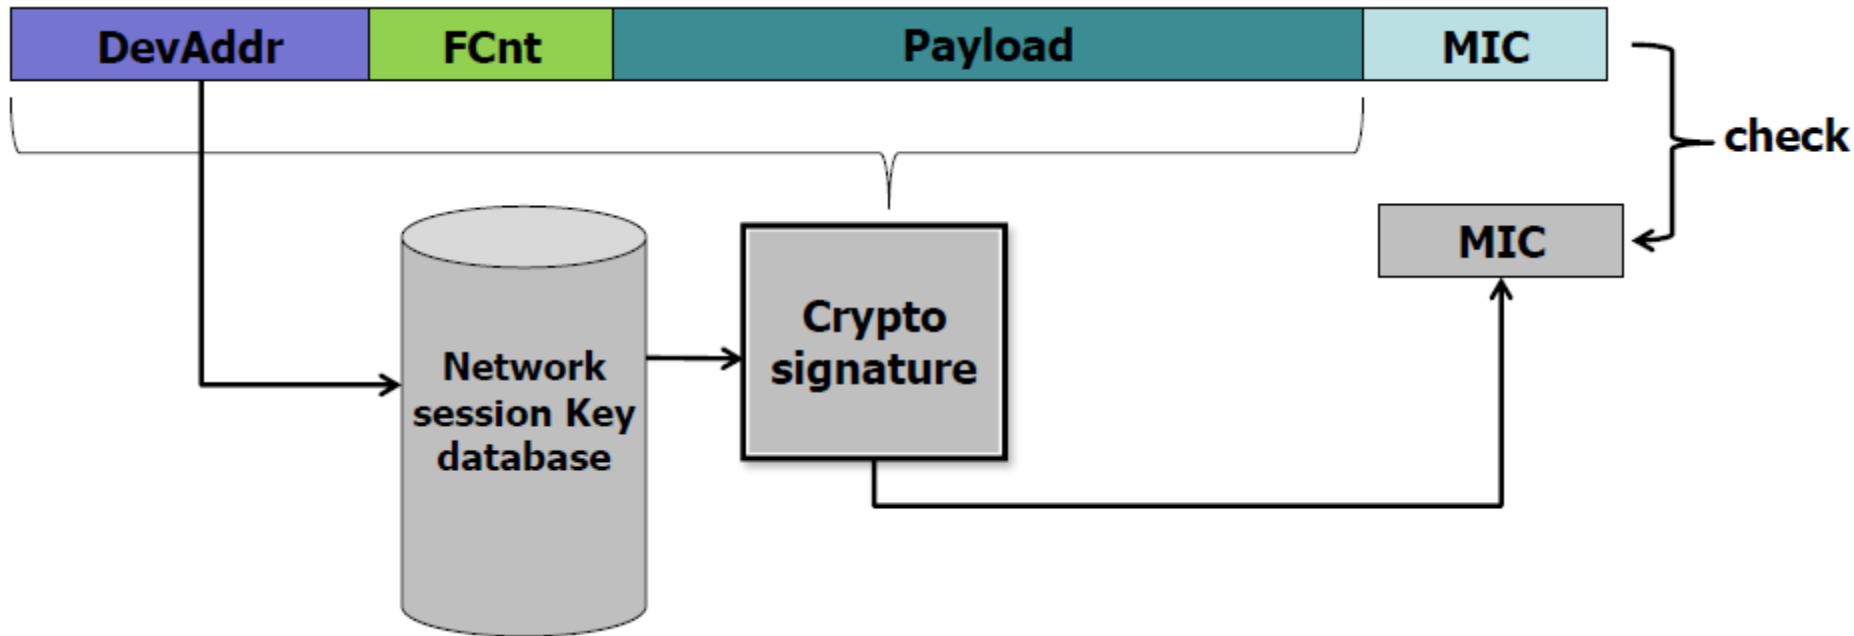 DevAddr FCnt Payload MIC
check
MIC
Crypto
signature
Network
session Key
database